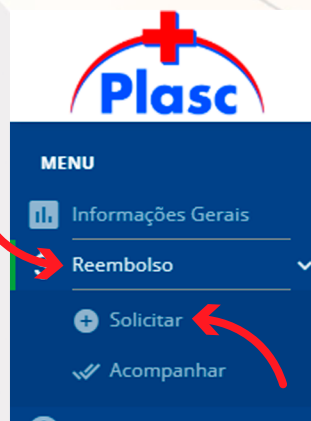 Plasc
MENU
Informações Gerais
Reembolso
Solicitar
Acompanhar